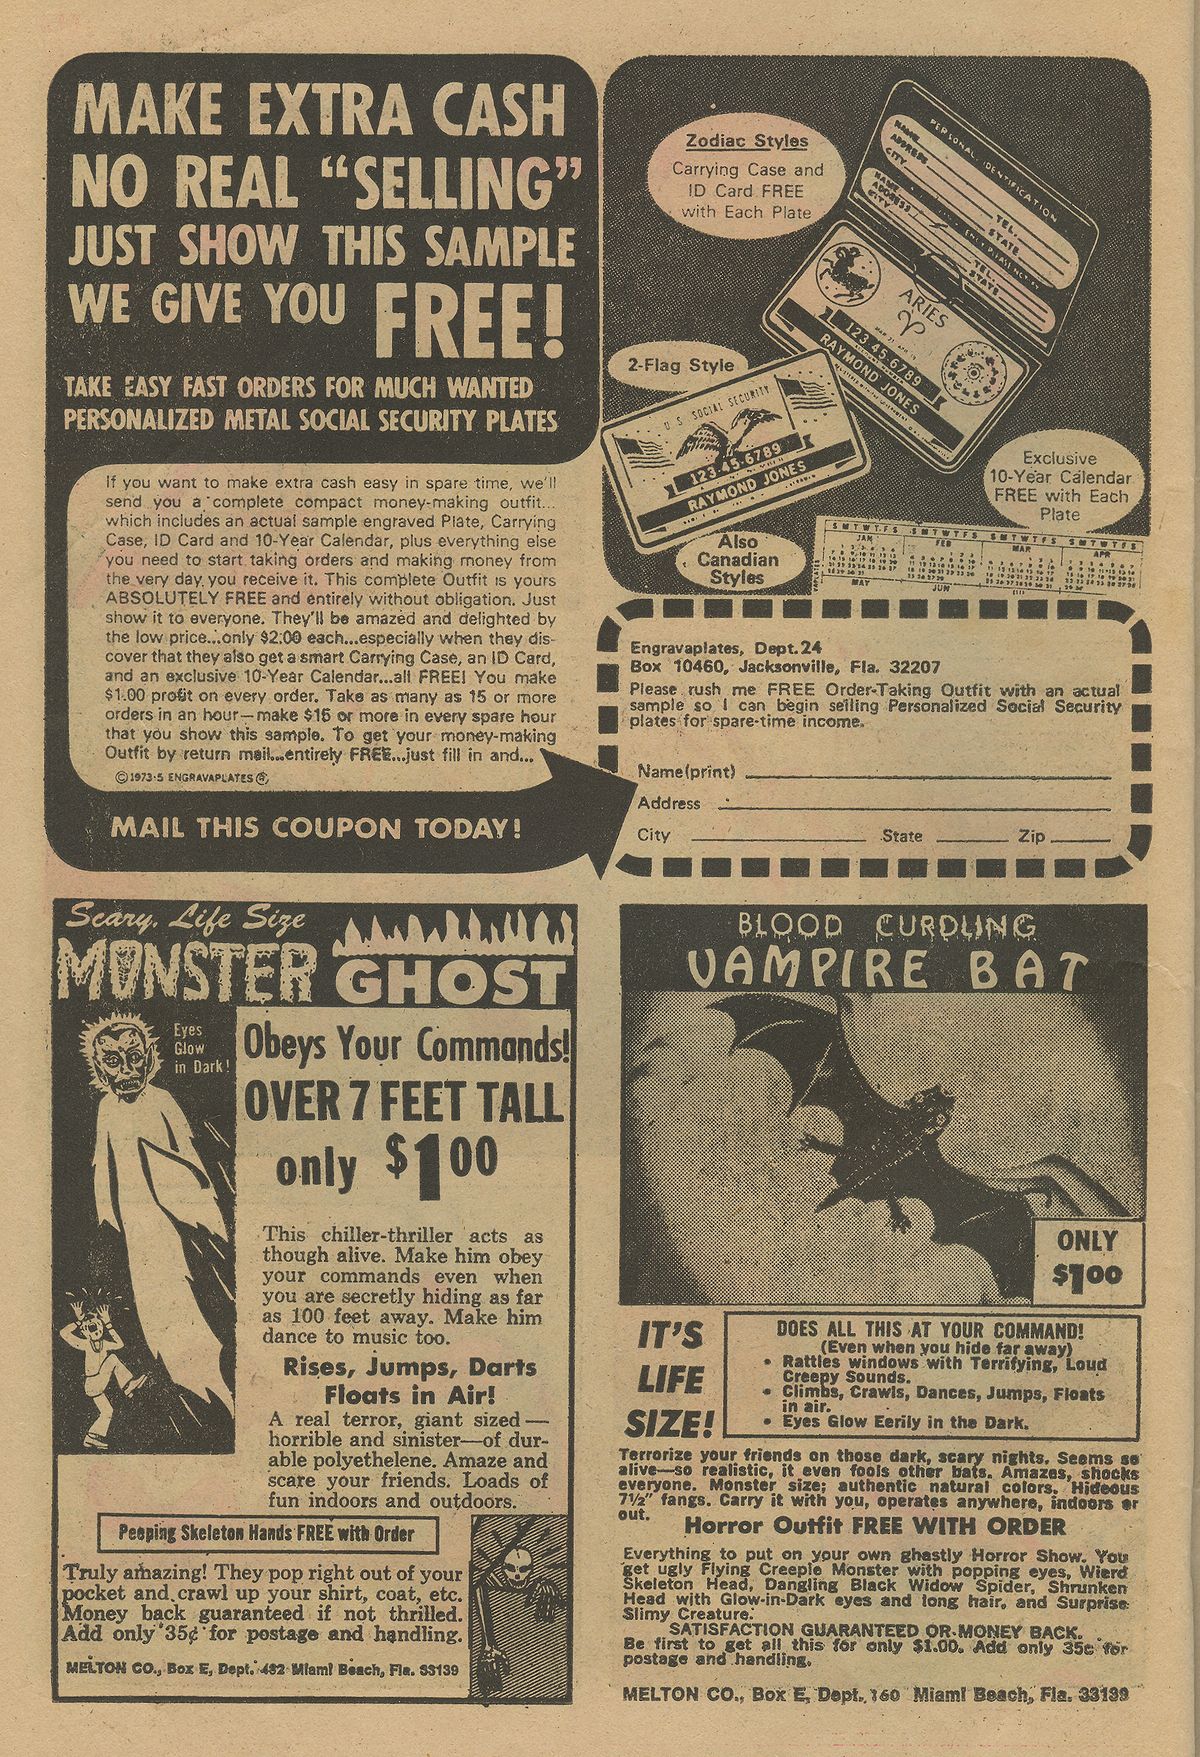 MAKE EXTRA CASH
NO REAL “SELLING”
JUST SHOW THIS SAMPLE
WE GIVE YOU FREE!
TAKE EASY FAST ORDERS FOR MUCH WANTED
PERSONALIZED METAL SOCIAL SECURITY PLATES
If you want to make extra cash easy in spare time, we'll
send you a complete compact money-making outfit...
which includes an actual sample engraved Plate, Carrying
Case, ID Card and 10-Year Calendar, plus everything else
you need to start taking orders and making money from
the very day you receive it. This complete Outfit is yours
ABSOLUTELY FREE and entirely without obligation. Just
show it to everyone. They'll be amazed and delighted by
the low price...only $2.00 each...especially when they dis-
cover that they also get a smart Carrying Case, an ID Card,
and an exclusive 10-Year Calendar...all FREE! You make
$1.00 profit on every order. Take as many as 15 or more
orders in an hour—make $15 or more in every spare hour
that you show this sample. To get your money-making
Outfit by return mail...entirely FREE...just fill in and...
©1973-5 ENGRAVAPLATES®
MAIL THIS COUPON TODAY!
Zodiac Styles
Carrying Case and
ID Card FREE
with Each Plate
PERSONAL IDENTIFICATION
NAME
ADDRESS
CITY
TEL.
STATE
NAME
ADDRESS
CITY
TEL.
STATE
ARIES
123-45-6789
RAYMOND JONES
2-Flag Style
U.S. SOCIAL SECURITY
123-45-6789
RAYMOND JONES
Exclusive
10-Year Calendar
FREE with Each
Plate
Also
Canadian
Styles
S M T W T F S S M T W T F S S M T W T F S S M T W T F S
JAN FEB MAR APR
MAY JUN
Engravaplates, Dept.24
Box 10460, Jacksonville, Fla. 32207
Please rush me FREE Order-Taking Outfit with an actual
sample so I can begin selling Personalized Social Security
plates for spare-time income.
Name(print)
Address
City State Zip
Scary, Life Size
MONSTER GHOST
Eyes
Glow
in Dark!
Obeys Your Commands!
OVER 7 FEET TALL
only $1.00
This chiller-thriller acts as
though alive. Make him obey
your commands even when
you are secretly hiding as far
as 100 feet away. Make him
dance to music too.
Rises, Jumps, Darts
Floats in Air!
A real terror, giant sized—
horrible and sinister—of dur-
able polyethelene. Amaze and
scare your friends. Loads of
fun indoors and outdoors.
Peeping Skeleton Hands FREE with Order
Truly amazing! They pop right out of your
pocket and crawl up your shirt, coat, etc.
Money back guaranteed if not thrilled.
Add only 35¢ for postage and handling.
MELTON CO., Box E, Dept. 482 Miami Beach, Fla. 33139
BLOOD CURDLING
VAMPIRE BAT
ONLY
$1.00
IT'S
LIFE
SIZE!
DOES ALL THIS AT YOUR COMMAND!
(Even when you hide far away)
• Rattles windows with Terrifying, Loud
Creepy Sounds.
• Climbs, Crawls, Dances, Jumps, Floats
in air.
• Eyes Glow Eerily in the Dark.
Terrorize your friends on those dark, scary nights. Seems so
alive—so realistic, it even fools other bats. Amazes, shocks
everyone. Monster size; authentic natural colors. Hideous
7½" fangs. Carry it with you, operates anywhere, indoors or
out.
Horror Outfit FREE WITH ORDER
Everything to put on your own ghastly Horror Show. You
get ugly Flying Creepie Monster with popping eyes, Wierd
Skeleton Head, Dangling Black Widow Spider, Shrunken
Head with Glow-in-Dark eyes and long hair, and Surprise
Slimy Creature.
SATISFACTION GUARANTEED OR MONEY BACK.
Be first to get all this for only $1.00. Add only 35c for
postage and handling.
MELTON CO., Box E, Dept. 160 Miami Beach, Fla. 33139